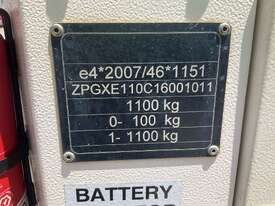 e4*2007/46*1151
ZPGXE110C16001011
1100 kg
0- 100 kg
1- 1100 kg
BATTERY